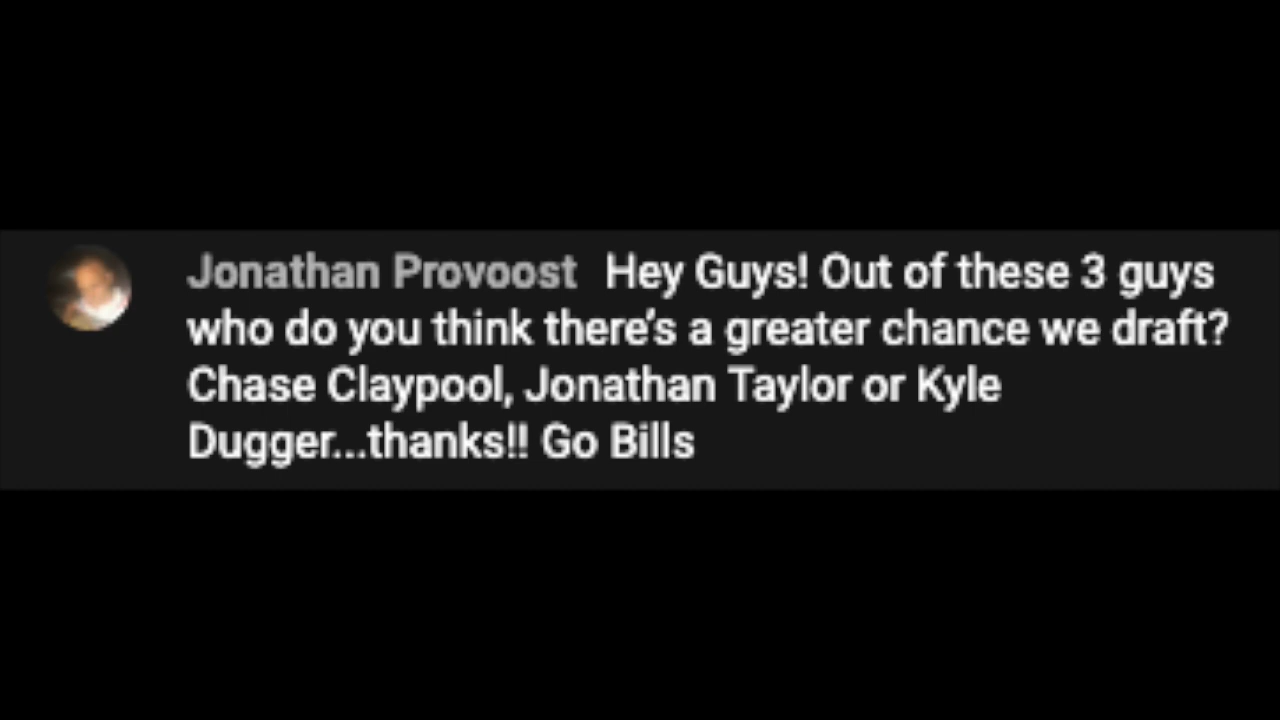 Jonathan Provoost Hey Guys! Out of these 3 guys
who do you think there's a greater chance we draft?
Chase Claypool, Jonathan Taylor or Kyle
Dugger...thanks!! Go Bills